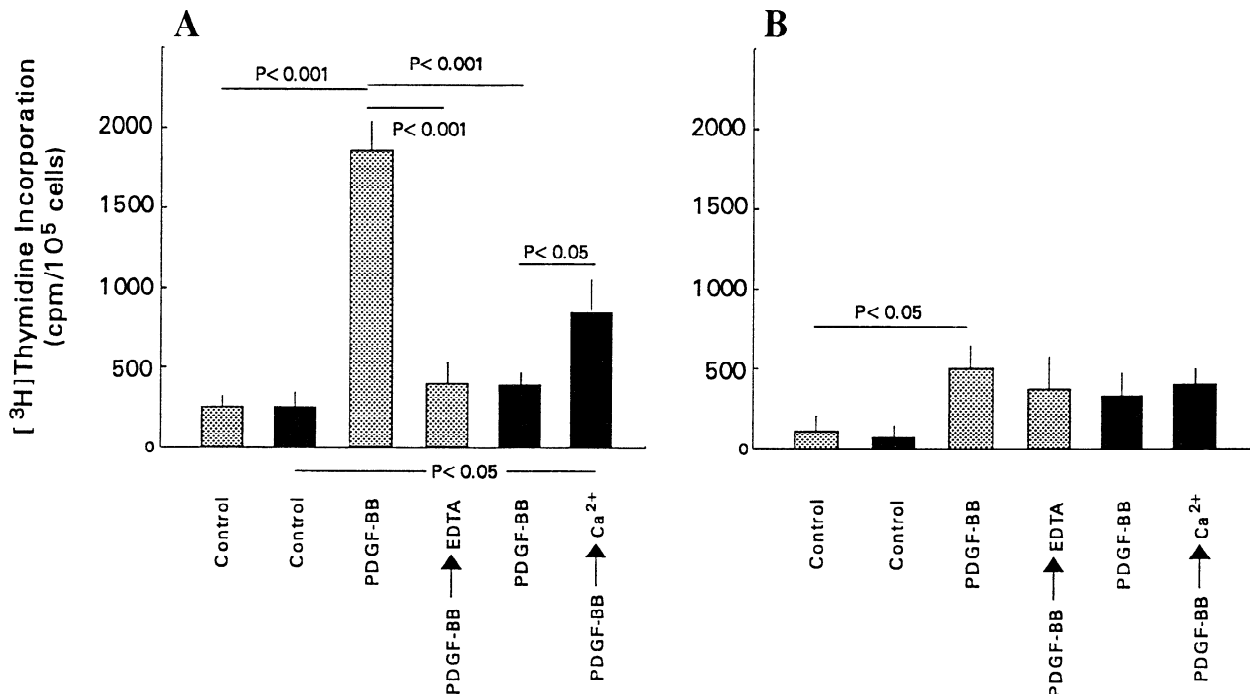 A
B
[³H]Thymidine Incorporation
(cpm/10⁵ cells)
P< 0.001
P< 0.001
P< 0.001
P< 0.05
P< 0.05
2000
1500
1000
500
0
Control
Control
PDGF-BB
PDGF-BB → EDTA
PDGF-BB
PDGF-BB → Ca²⁺
P< 0.05
2000
1500
1000
500
0
Control
Control
PDGF-BB
PDGF-BB → EDTA
PDGF-BB
PDGF-BB → Ca²⁺